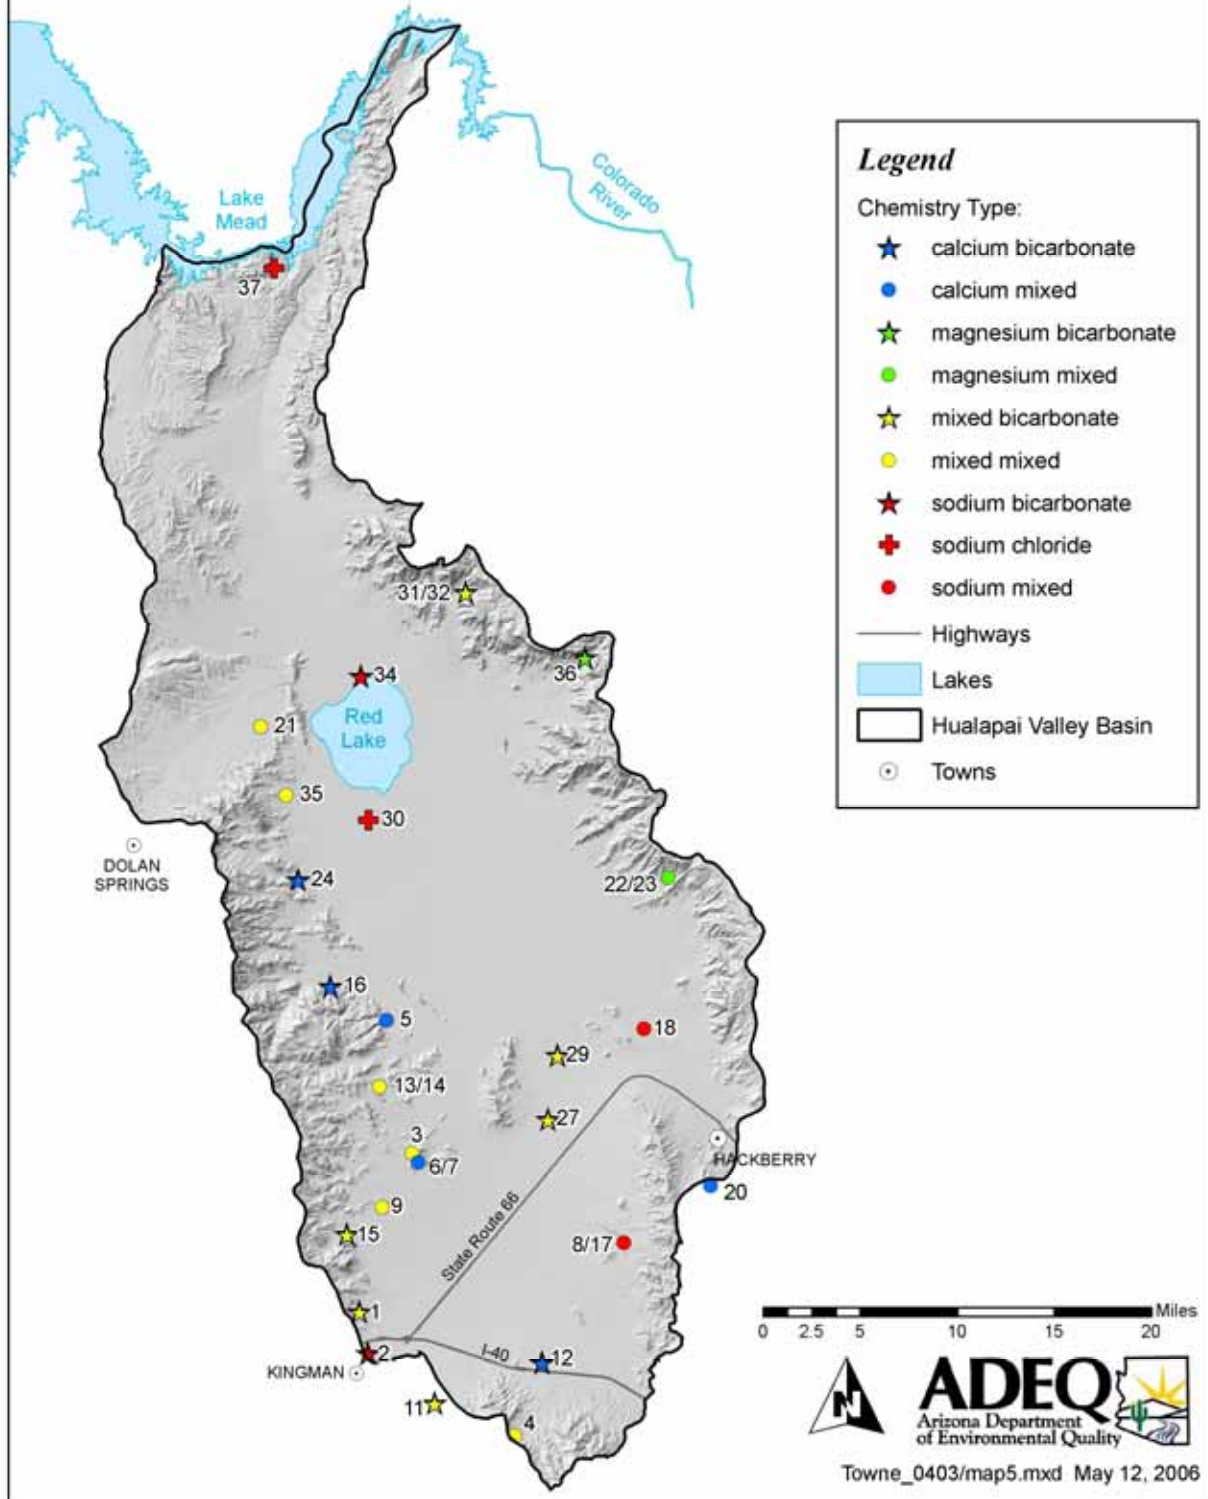 Lake
Mead
Colorado
River
37
Legend
Chemistry Type:
calcium bicarbonate
calcium mixed
magnesium bicarbonate
magnesium mixed
mixed bicarbonate
mixed mixed
sodium bicarbonate
sodium chloride
sodium mixed
Highways
Lakes
Hualapai Valley Basin
Towns
31/32
36
34
Red
Lake
21
35
30
DOLAN
SPRINGS
24
22/23
16
5
18
29
13/14
27
3
6/7
HACKBERRY
20
9
State Route 66
15
8/17
1
2
I-40
12
KINGMAN
11
4
Miles
0 2.5 5 10 15 20
N
ADEQ
Arizona Department
of Environmental Quality
Towne_0403/map5.mxd May 12, 2006